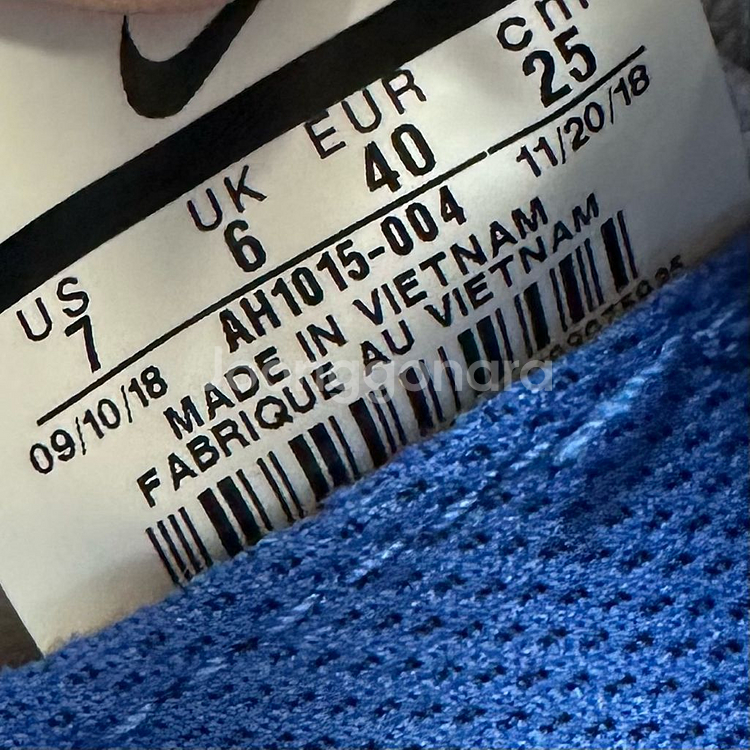 US UK EUR cm
7 6 40 25
09/10/18 AH1015-004 11/20/18
MADE IN VIETNAM
FABRIQUE AU VIETNAM
Joonggonara